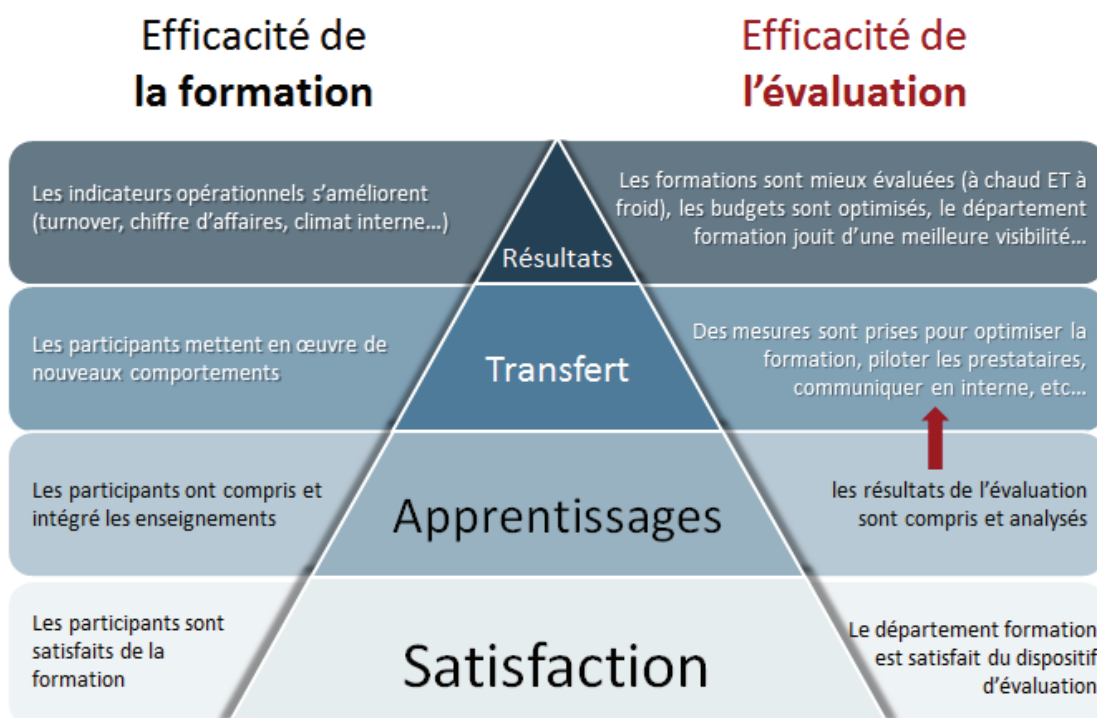 Efficacité de
la formation
Efficacité de
l’évaluation
Les indicateurs opérationnels s’améliorent
(turnover, chiffre d’affaires, climat interne...)
Résultats
Les formations sont mieux évaluées (à chaud ET à
froid), les budgets sont optimisés, le département
formation jouit d’une meilleure visibilité...
Les participants mettent en œuvre de
nouveaux comportements
Transfert
Des mesures sont prises pour optimiser la
formation, piloter les prestataires,
communiquer en interne, etc...
Les participants ont compris et
intégré les enseignements
Apprentissages
les résultats de l’évaluation
sont compris et analysés
Les participants sont
satisfaits de la
formation
Satisfaction
Le département formation
est satisfait du dispositif
d’évaluation